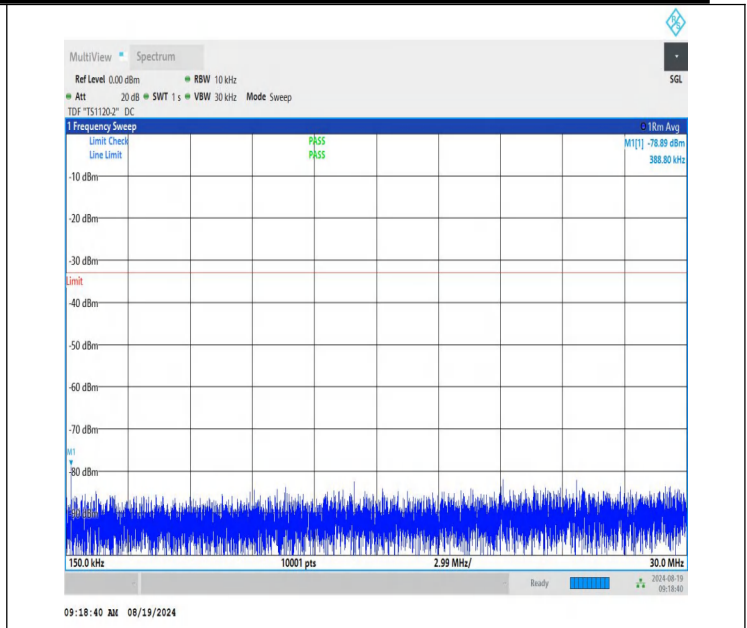 MultiView Spectrum
Ref Level 0.00 dBm RBW 10 kHz SGL
Att 20 dB SWT 1 s VBW 30 kHz Mode Sweep
TDF "TS1120-2" DC
1 Frequency Sweep 1Rm Avg
Limit Check PASS M1[1] -78.89 dBm
Line Limit PASS 388.80 kHz
-10 dBm
-20 dBm
-30 dBm
Limit
-40 dBm
-50 dBm
-60 dBm
-70 dBm
M1
-80 dBm
150.0 kHz 10001 pts 2.99 MHz/ 30.0 MHz
Ready 2024-08-19
09:18:40
09:18:40 AM 08/19/2024